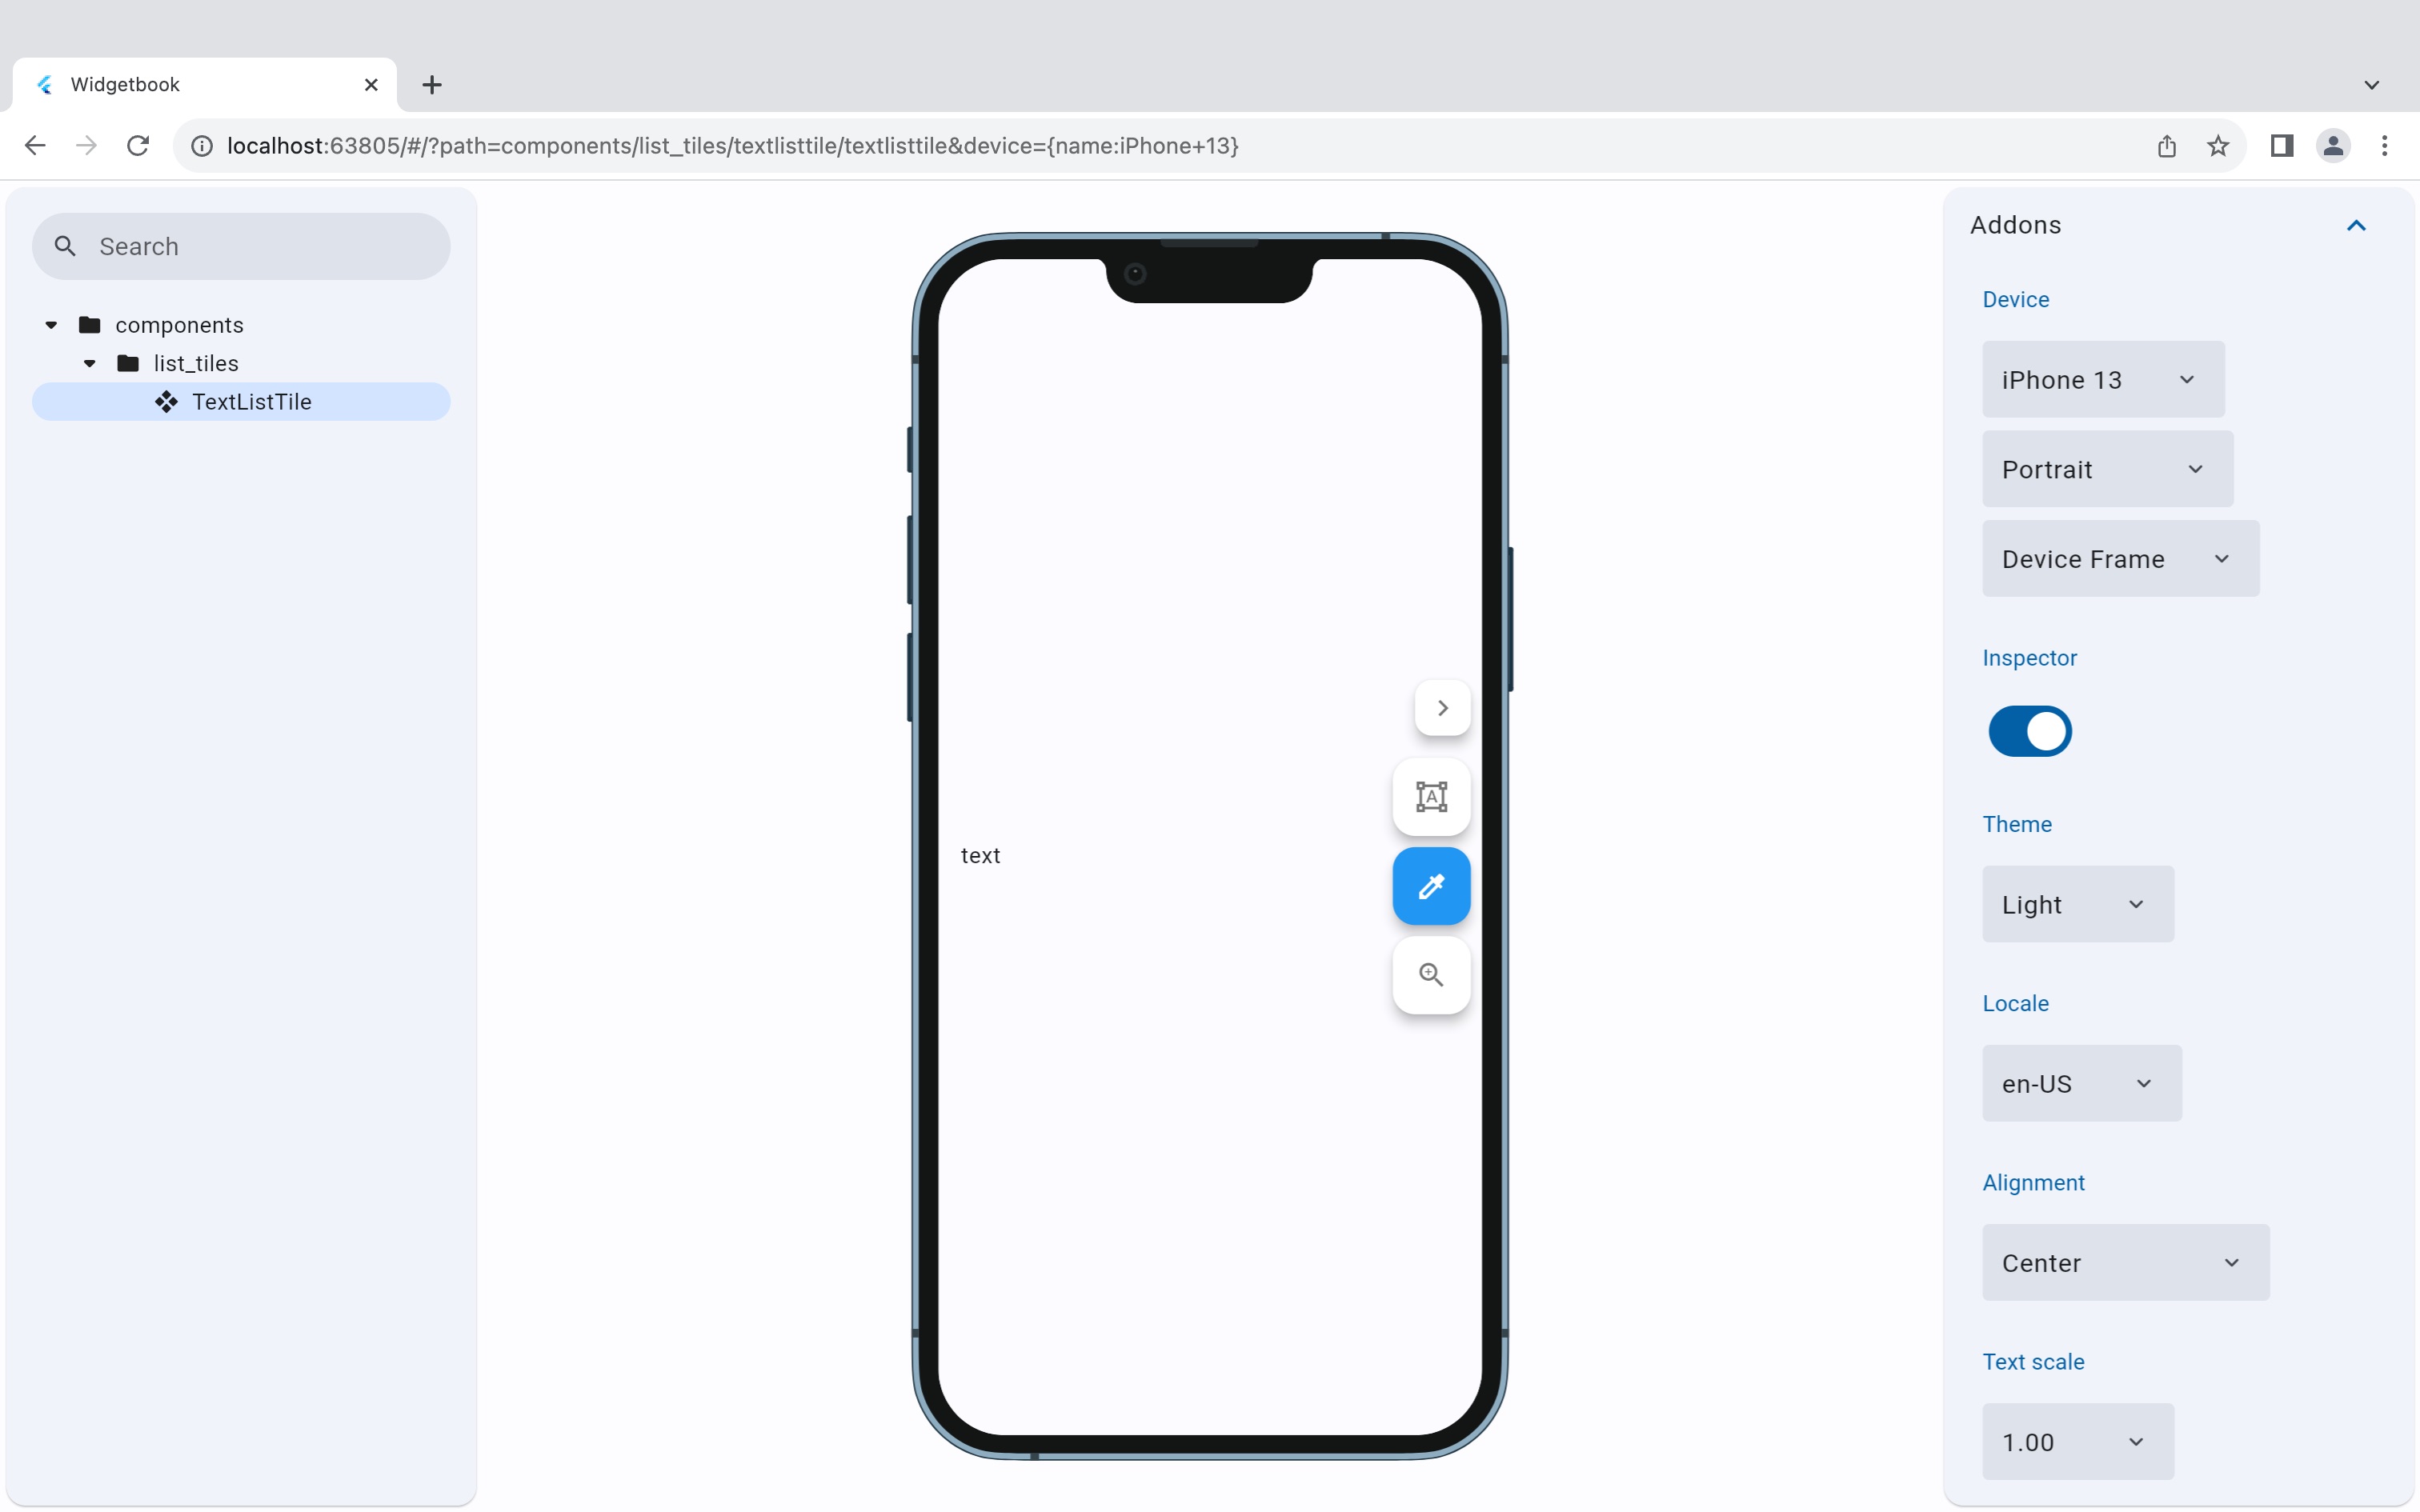 Widgetbook
localhost:63805/#/?path=components/list_tiles/textlisttile/textlisttile&device={name:iPhone+13}
Search
components
list_tiles
TextListTile
text
A
Addons
Device
iPhone 13
Portrait
Device Frame
Inspector
Theme
Light
Locale
en-US
Alignment
Center
Text scale
1.00